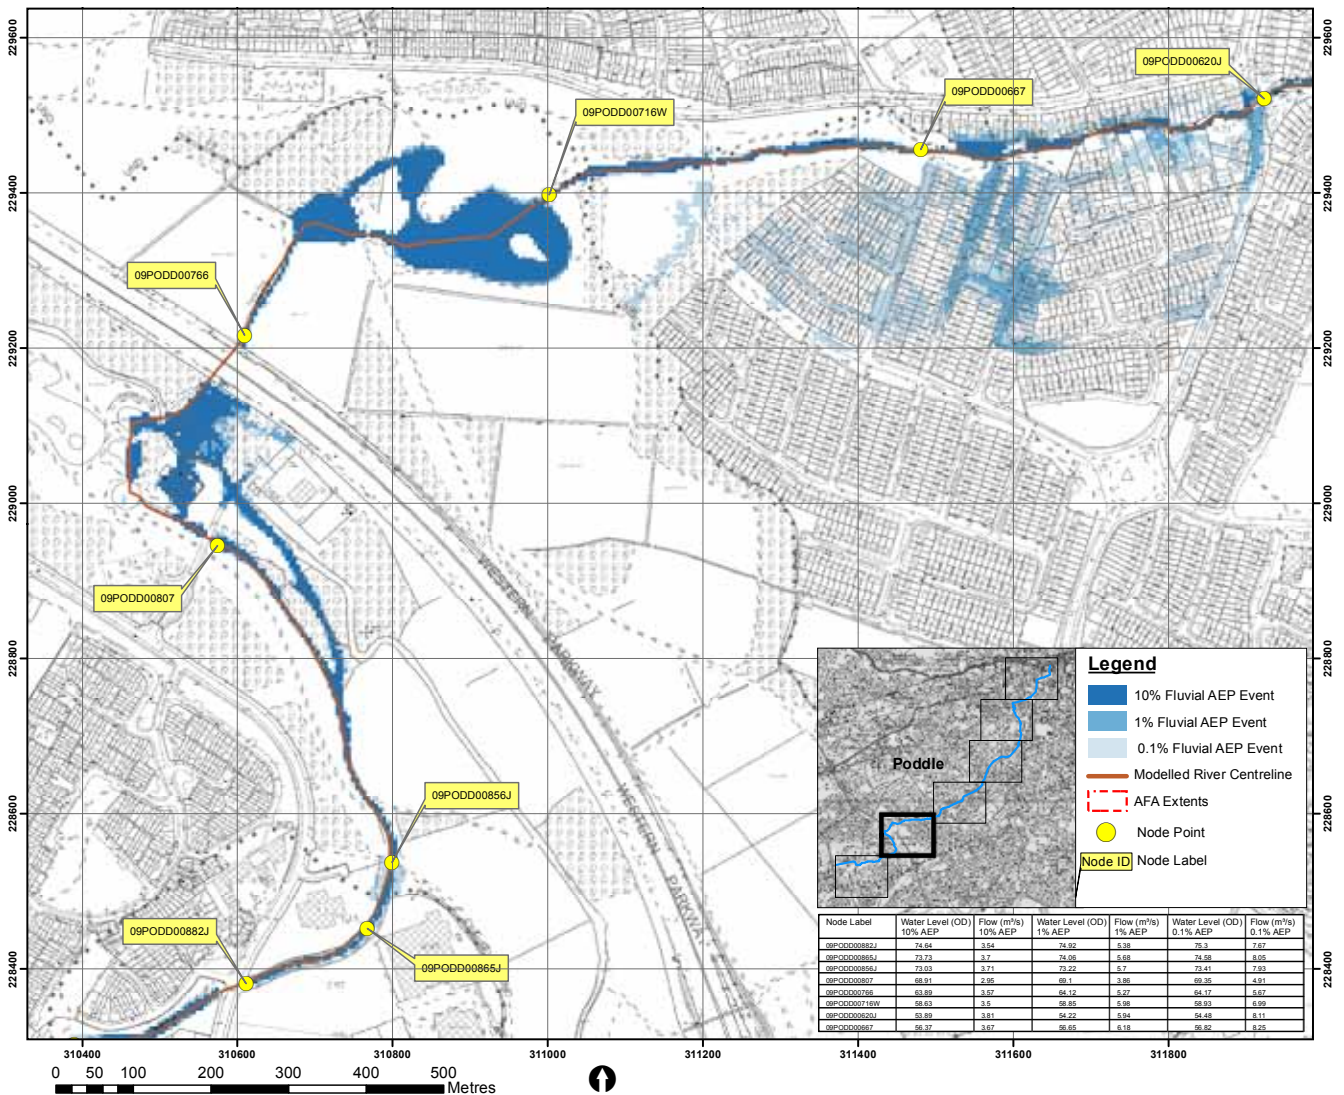 09PODD00620J
09PODD00667
09PODD00716W
09PODD00766
09PODD00807
09PODD00856J
09PODD00882J
09PODD00865J
WESTERN PARKWAY
WESTERN PARKWA
229600
229400
229200
229000
228800
228600
228400
229600
229400
229200
229000
228800
228600
228400
310400 310600 310800 311000 311200 311400 311600 311800
0 50 100 200 300 400 500
Metres
Poddle
Legend
10% Fluvial AEP Event
1% Fluvial AEP Event
0.1% Fluvial AEP Event
Modelled River Centreline
AFA Extents
Node Point
Node ID Node Label
Node Label Water Level (OD) 10% AEP Flow (m³/s) 10% AEP Water Level (OD) 1% AEP Flow (m³/s) 1% AEP Water Level (OD) 0.1% AEP Flow (m³/s) 0.1% AEP
09PODD00882J 74.64 3.54 74.92 5.38 75.3 7.67
09PODD00865J 73.73 3.7 74.06 5.68 74.58 8.05
09PODD00856J 73.03 3.71 73.22 5.7 73.41 7.93
09PODD00807 68.91 2.95 69.1 3.86 69.35 4.91
09PODD00766 63.89 3.57 64.12 5.27 64.17 5.67
09PODD00716W 58.63 3.5 58.85 5.98 58.93 6.99
09PODD00620J 53.89 3.81 54.22 5.94 54.48 8.11
09PODD00667 56.37 3.67 56.65 6.18 56.82 8.25